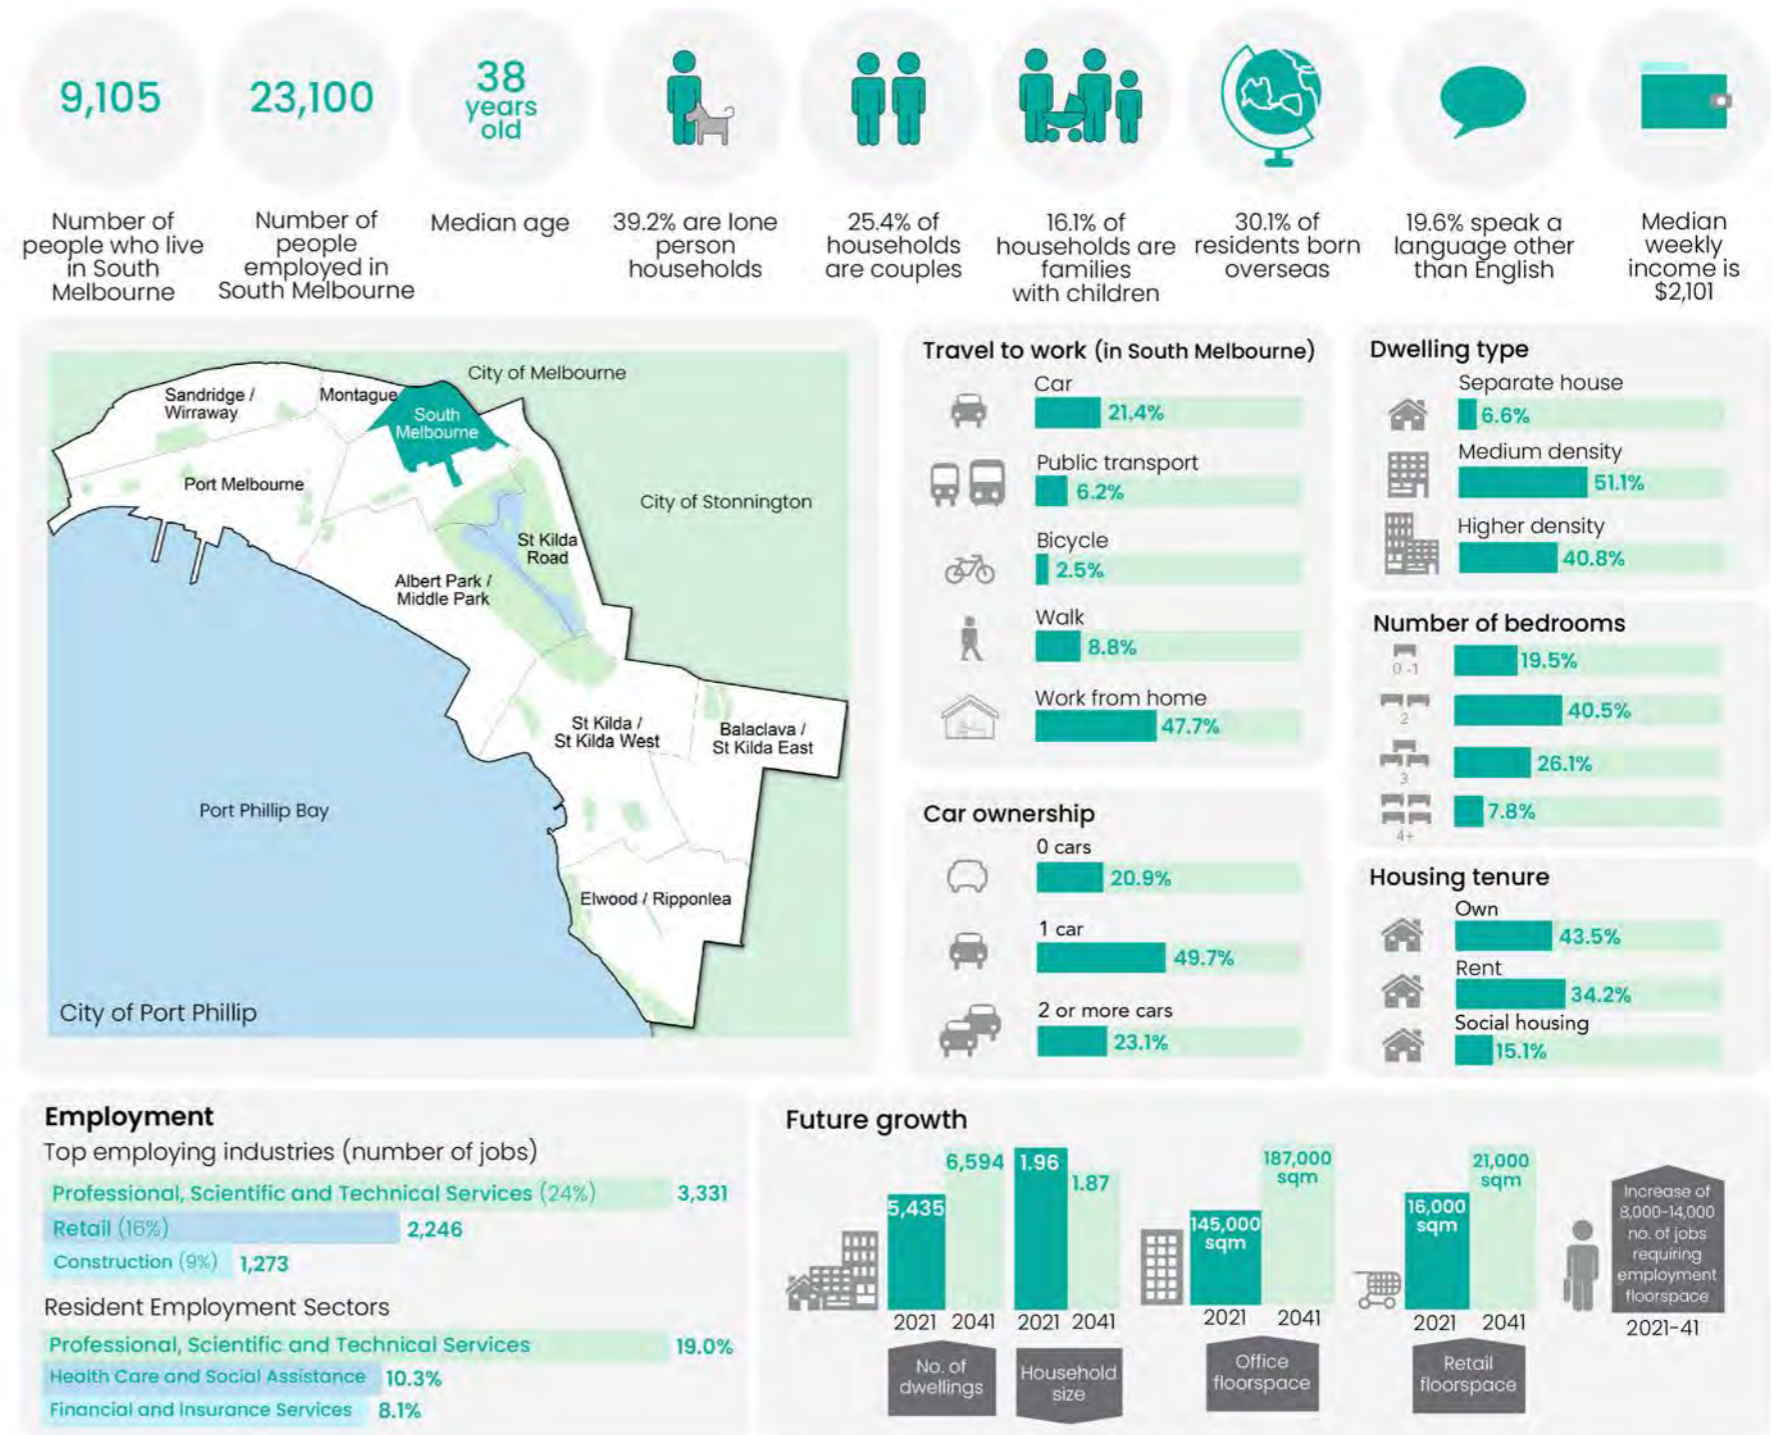 9,105
Number of
people who live
in South
Melbourne
23,100
Number of
people
employed in
South Melbourne
38
years
old
Median age
39.2% are lone
person
households
25.4% of
households
are couples
16.1% of
households are
families
with children
30.1% of
residents born
overseas
19.6% speak a
language other
than English
Median
weekly
income is
$2,101
City of Melbourne
Sandridge /
Wirraway
Montague
South
Melbourne
Port Melbourne
City of Stonnington
St Kilda
Road
Albert Park /
Middle Park
St Kilda /
St Kilda West
Balaclava /
St Kilda East
Port Phillip Bay
Elwood / Ripponlea
City of Port Phillip
Travel to work (in South Melbourne)
Car
21.4%
Public transport
6.2%
Bicycle
2.5%
Walk
8.8%
Work from home
47.7%
Car ownership
0 cars
20.9%
1 car
49.7%
2 or more cars
23.1%
Dwelling type
Separate house
6.6%
Medium density
51.1%
Higher density
40.8%
Number of bedrooms
0 -1
19.5%
2
40.5%
3
26.1%
4+
7.8%
Housing tenure
Own
43.5%
Rent
34.2%
Social housing
15.1%
Employment
Top employing industries (number of jobs)
Professional, Scientific and Technical Services (24%) 3,331
Retail (16%) 2,246
Construction (9%) 1,273
Resident Employment Sectors
Professional, Scientific and Technical Services 19.0%
Health Care and Social Assistance 10.3%
Financial and Insurance Services 8.1%
Future growth
5,435
6,594
2021 2041
No. of
dwellings
1.96
1.87
2021 2041
Household
size
145,000
sqm
187,000
sqm
2021 2041
Office
floorspace
16,000
sqm
21,000
sqm
2021 2041
Retail
floorspace
Increase of
8,000-14,000
no. of jobs
requiring
employment
floorspace
2021-41